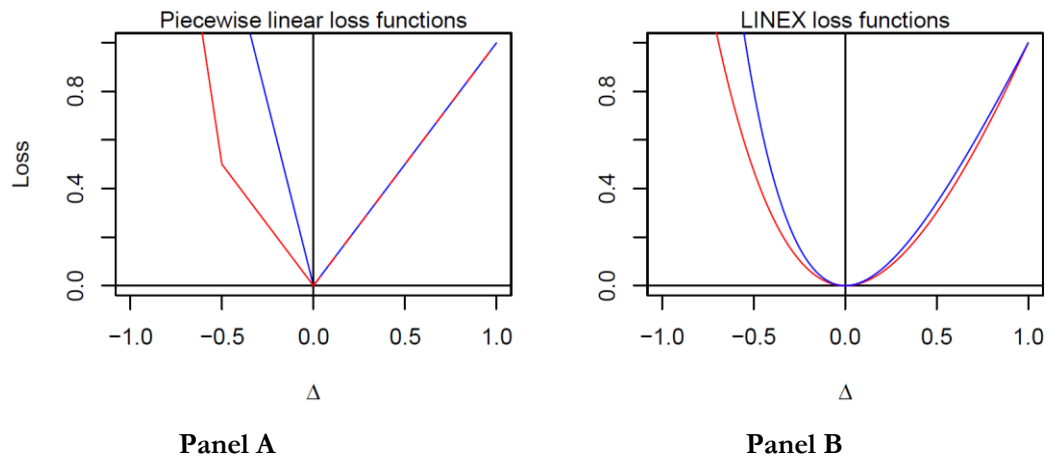 Piecewise linear loss functions
Loss
0.0 0.4 0.8
−1.0 −0.5 0.0 0.5 1.0
Δ
Panel A
LINEX loss functions
0.0 0.4 0.8
−1.0 −0.5 0.0 0.5 1.0
Δ
Panel B